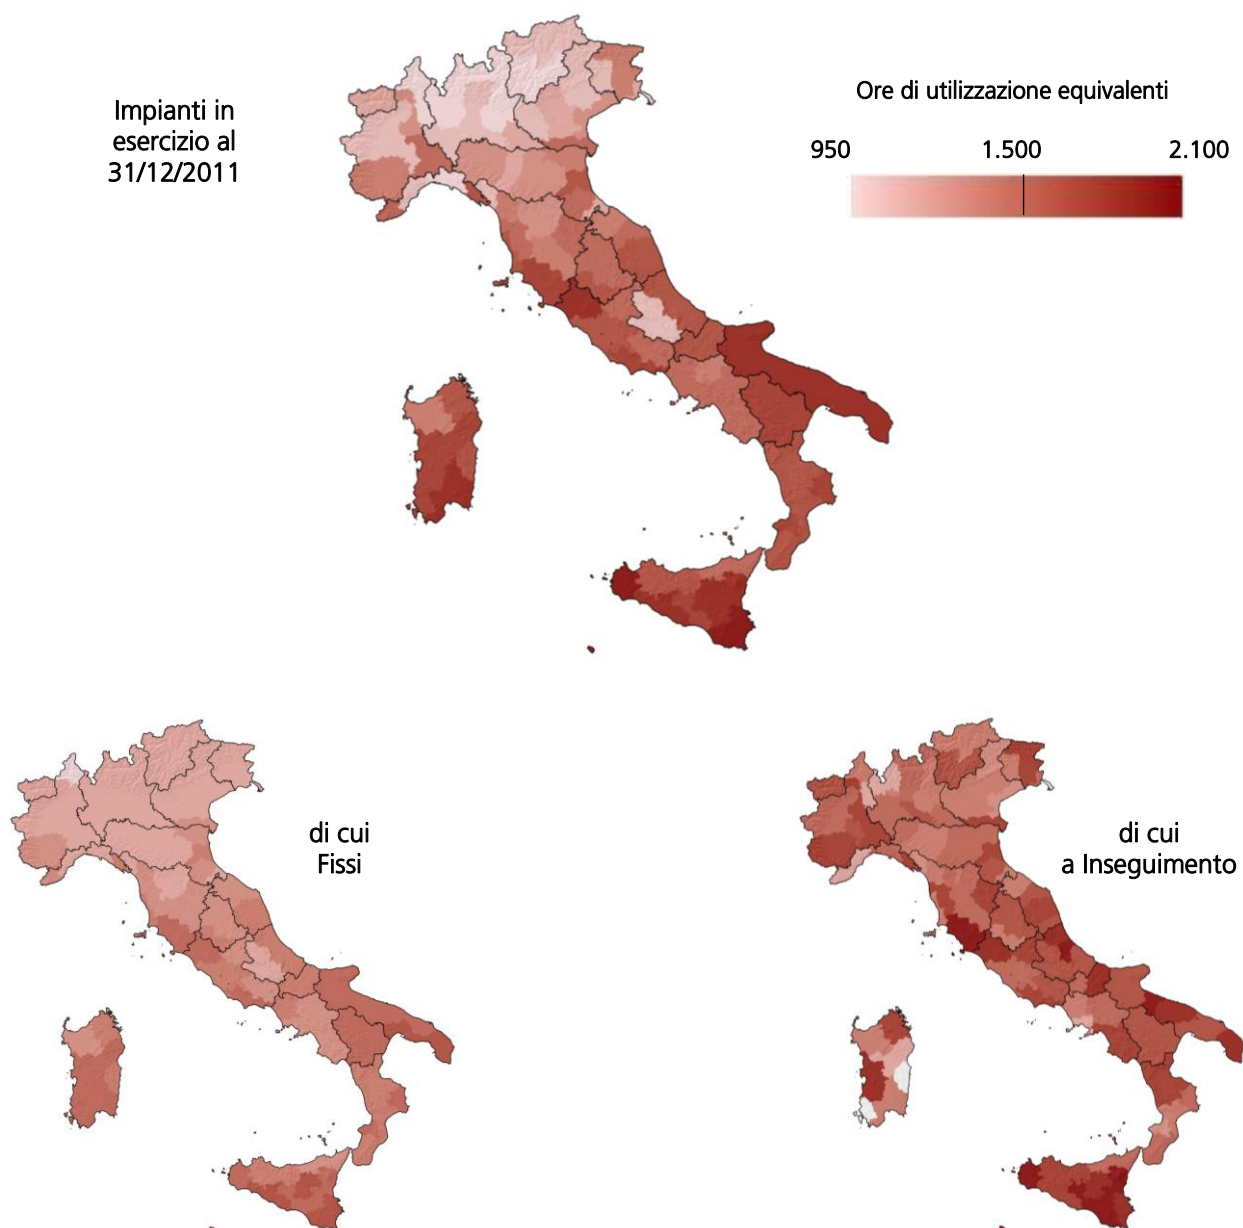 Impianti in
esercizio al
31/12/2011
Ore di utilizzazione equivalenti
950 1.500 2.100
di cui
Fissi
di cui
a Inseguimento